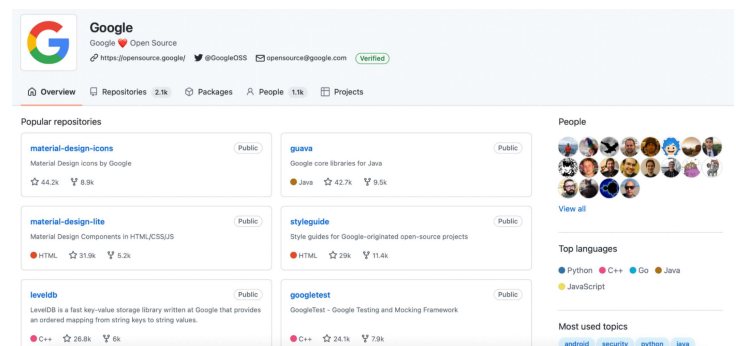 Google
Google ❤️ Open Source
https://opensource.google/ @GoogleOSS opensource@google.com Verified
Overview Repositories 2.1k Packages People 1.1k Projects
Popular repositories
material-design-icons Public
Material Design icons by Google
44.2k 8.9k
guava Public
Google core libraries for Java
Java 42.7k 9.5k
material-design-lite Public
Material Design Components in HTML/CSS/JS
HTML 31.9k 5.2k
styleguide Public
Style guides for Google-originated open-source projects
HTML 29k 11.4k
leveldb Public
LevelDB is a fast key-value storage library written at Google that provides
an ordered mapping from string keys to string values.
C++ 26.8k 6k
googletest Public
GoogleTest - Google Testing and Mocking Framework
C++ 24.1k 7.9k
People
View all
Top languages
Python C++ Go Java
JavaScript
Most used topics
android security python java